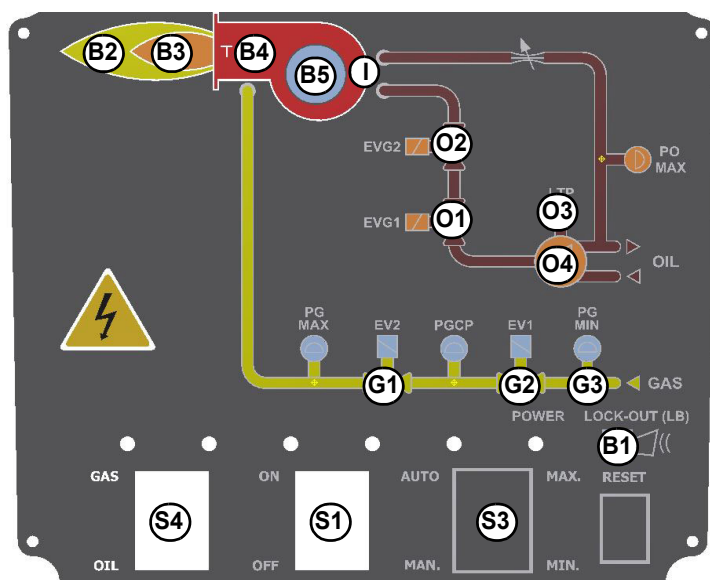 B2 B3 T B4 B5 I
EVG2 O2
PO
MAX
EVG1 O1
LTP
O3
O4
OIL
PG
MAX
EV2
PGCP
EV1
PG
MIN
G1 G2 G3 GAS
POWER LOCK-OUT (LB)
B1
GAS ON AUTO MAX. RESET
S4 S1 S3
OIL OFF MAN. MIN.